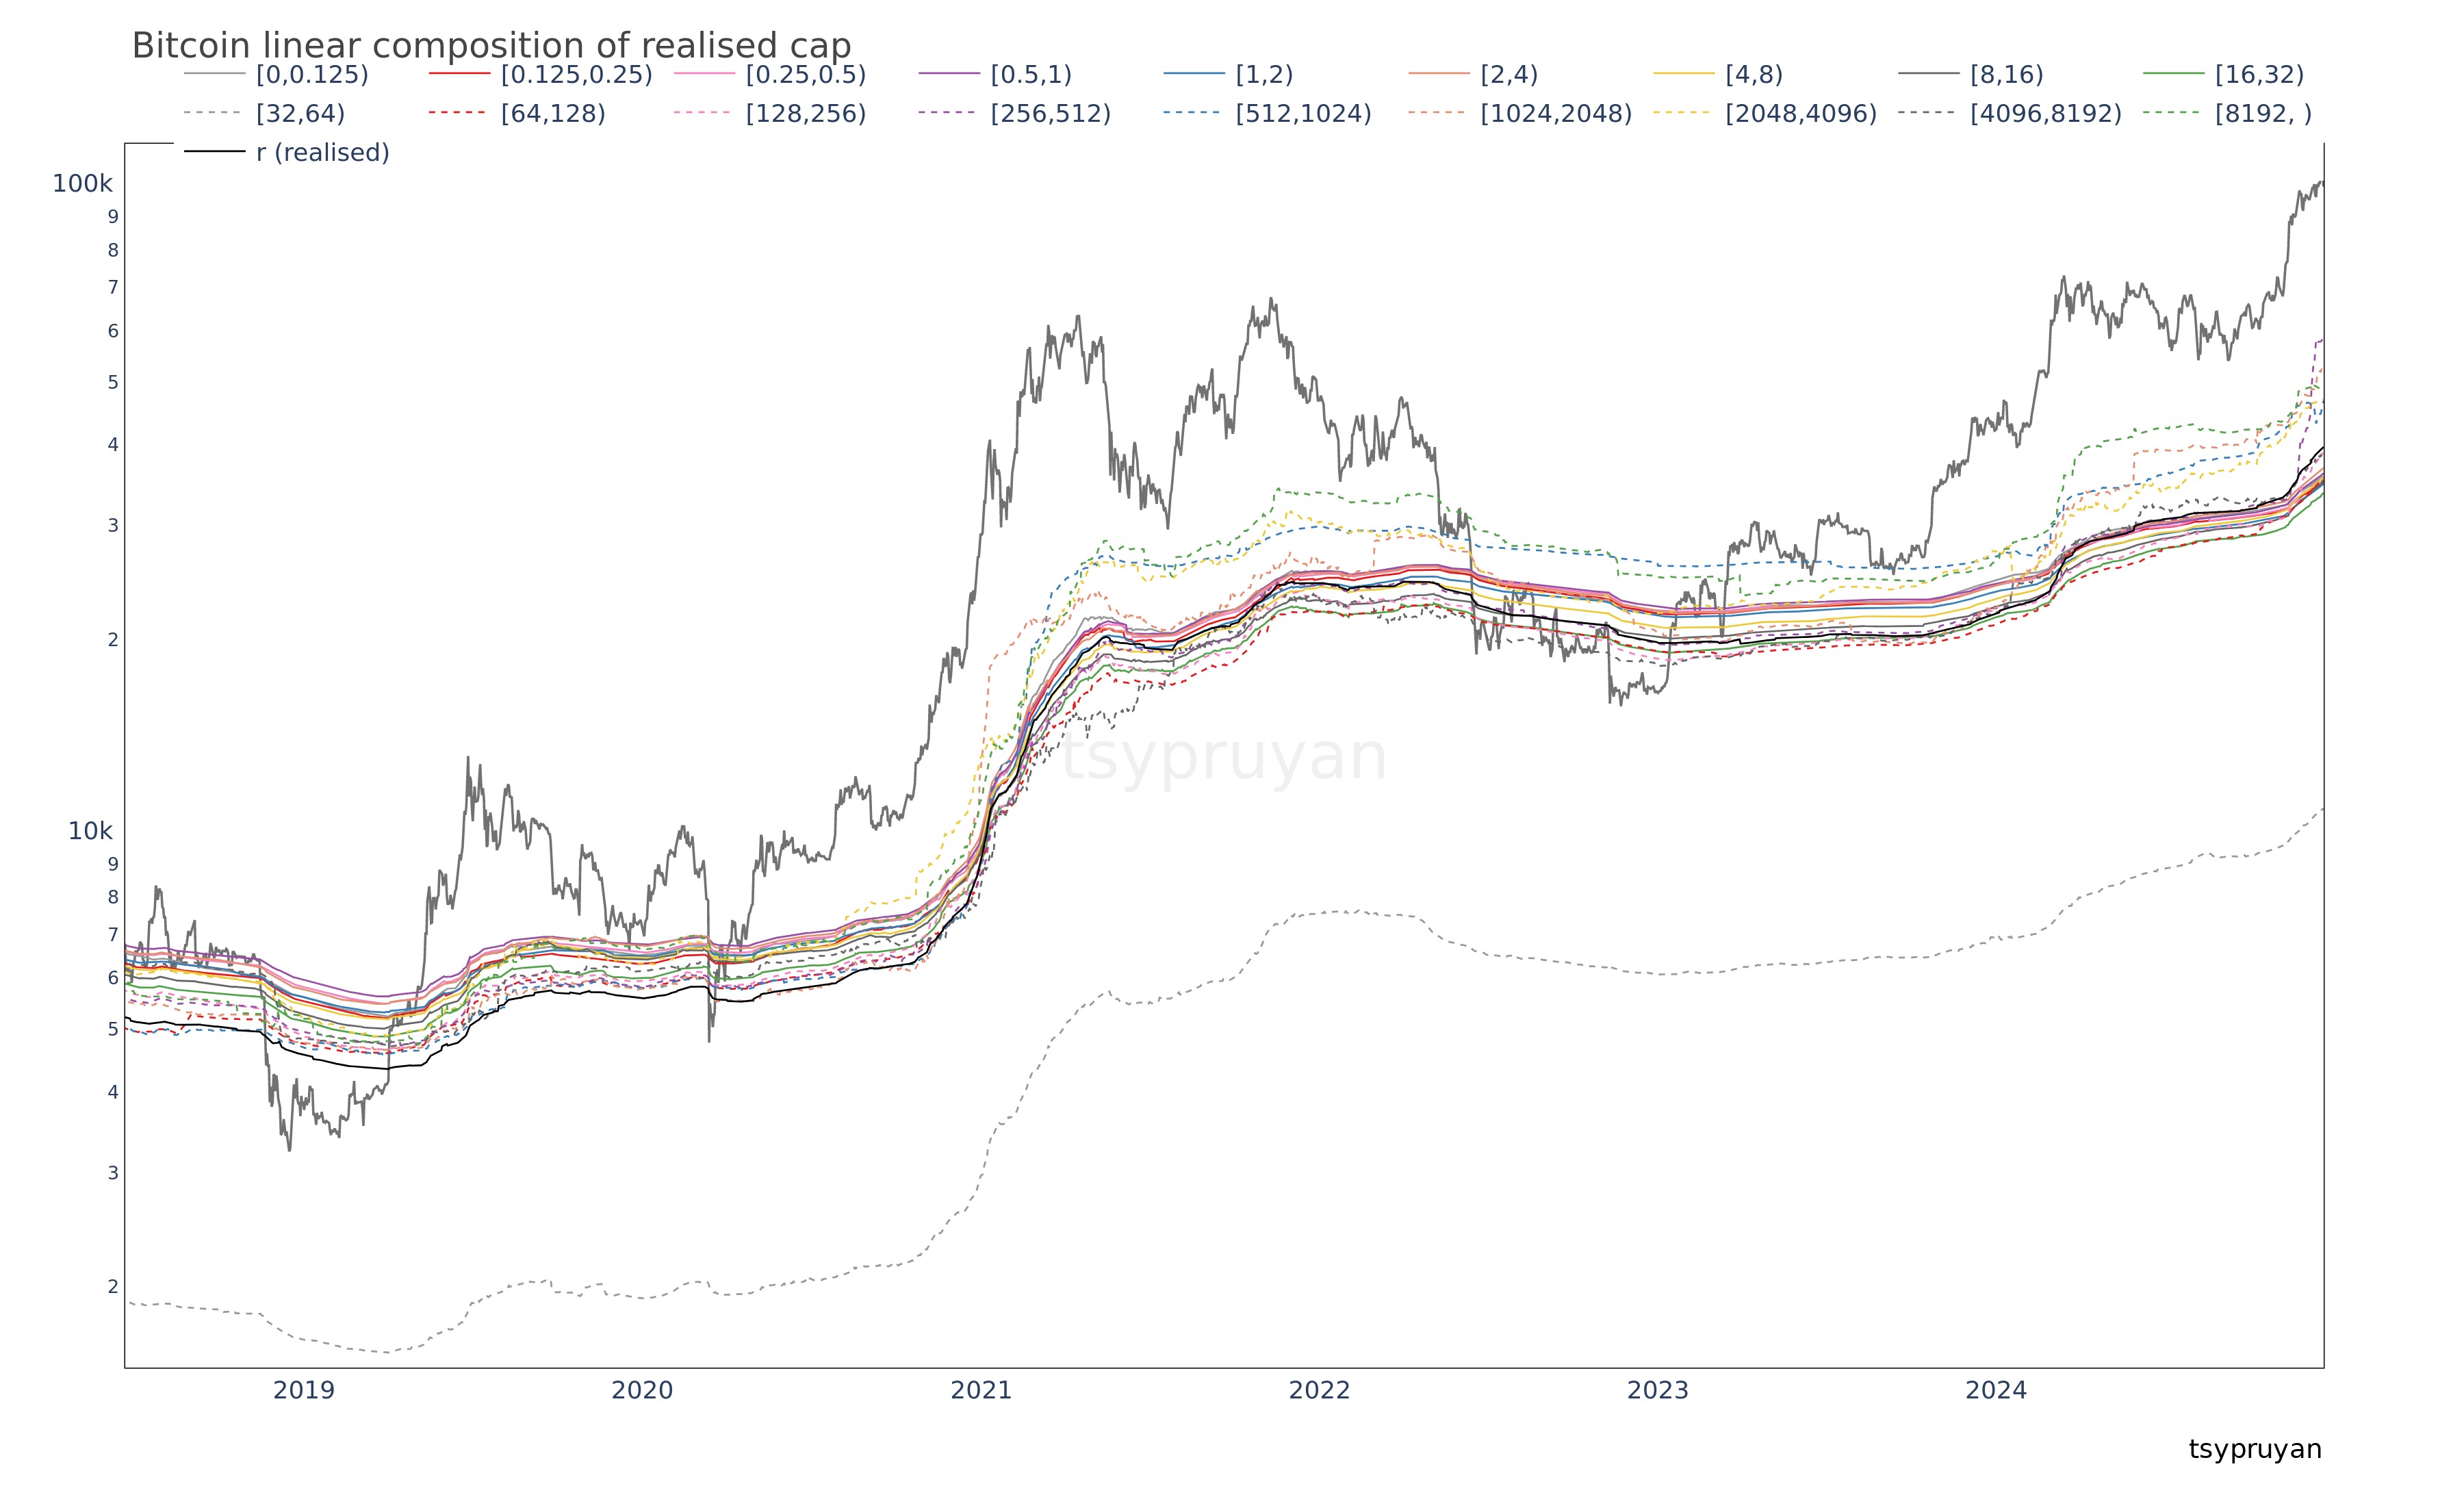 Bitcoin linear composition of realised cap
[0,0.125) [0.125,0.25) [0.25,0.5) [0.5,1) [1,2) [2,4) [4,8) [8,16) [16,32)
[32,64) [64,128) [128,256) [256,512) [512,1024) [1024,2048) [2048,4096) [4096,8192) [8192, )
r (realised)
100k
9
8
7
6
5
4
3
2
tsypruyan
10k
9
8
7
6
5
4
3
2
2019 2020 2021 2022 2023 2024
tsypruyan